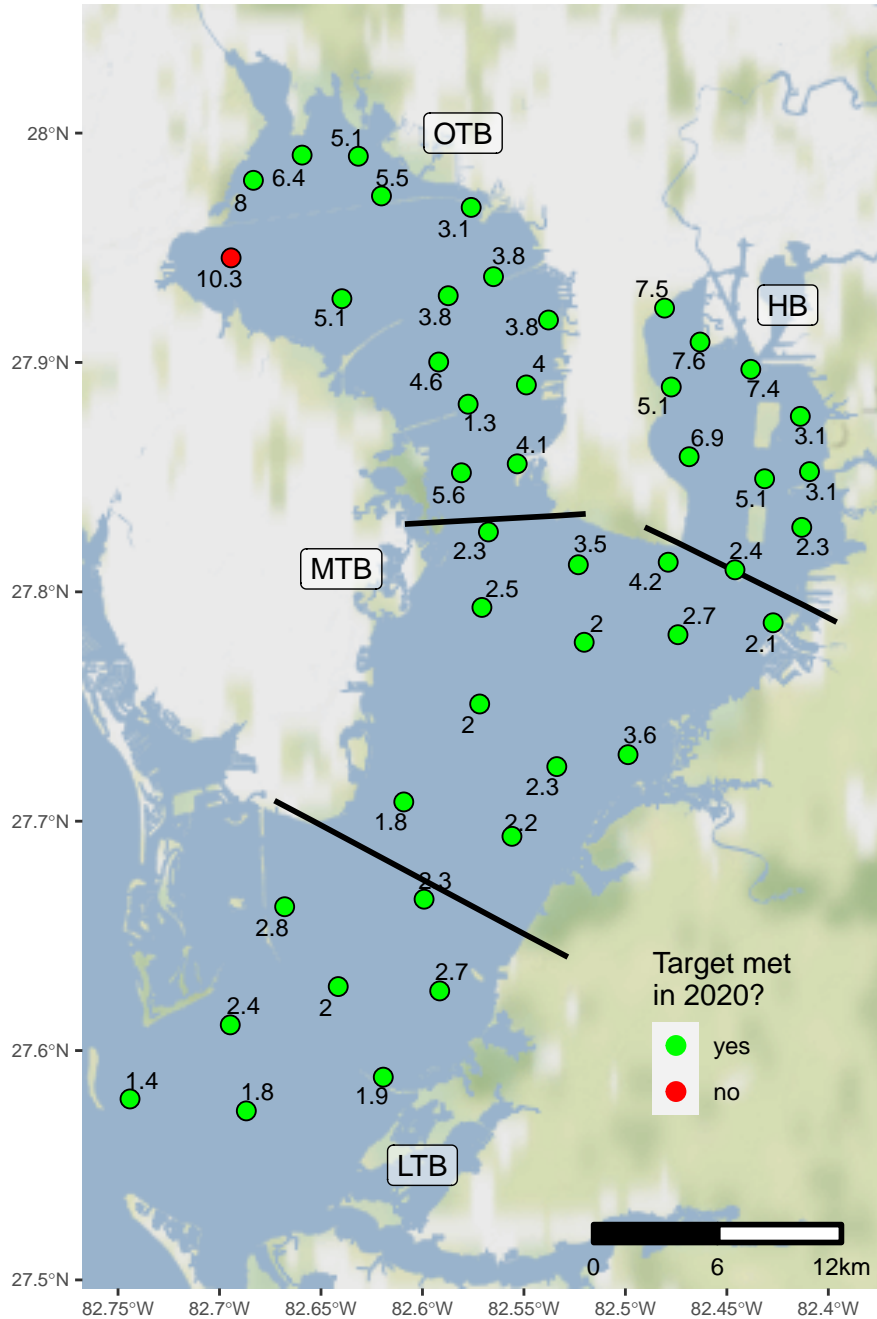 OTB
28°N
5.1
6.4
5.5
8
3.1
3.8
10.3
7.5
HB
5.1
3.8
3.8
27.9°N
4.6
4
7.6
7.4
5.1
1.3
3.1
4.1
6.9
5.6
5.1
3.1
2.3
3.5
2.4
2.3
MTB
4.2
27.8°N
2.5
2
2.7
2.1
2
3.6
2.3
27.7°N
1.8
2.2
2.3
2.8
Target met
in 2020?
2.7
2
2.4
yes
27.6°N
1.4
1.8
1.9
no
LTB
0
6
12km
27.5°N
82.75°W
82.7°W
82.65°W
82.6°W
82.55°W
82.5°W
82.45°W
82.4°W